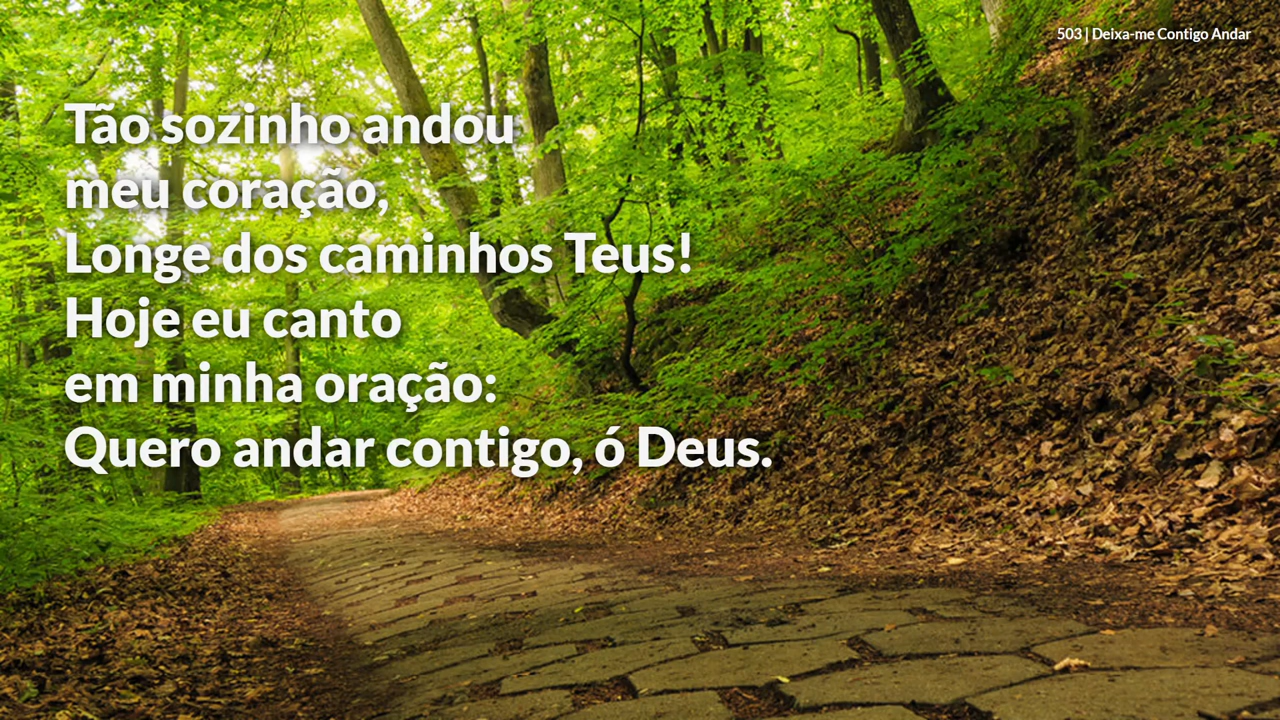 503 | Deixa-me Contigo Andar
Tão sozinho andou
meu coração,
Longe dos caminhos Teus!
Hoje eu canto
em minha oração:
Quero andar contigo, ó Deus.